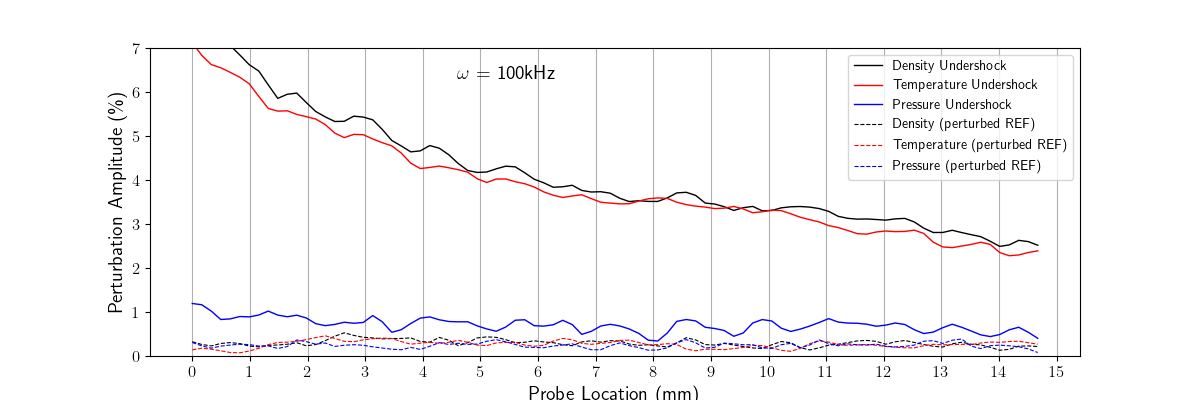 ω = 100kHz
Density Undershock
Temperature Undershock
Pressure Undershock
Density (perturbed REF)
Temperature (perturbed REF)
Pressure (perturbed REF)
Perturbation Amplitude (%)
7
6
5
4
3
2
1
0
0 1 2 3 4 5 6 7 8 9 10 11 12 13 14 15
Probe Location (mm)